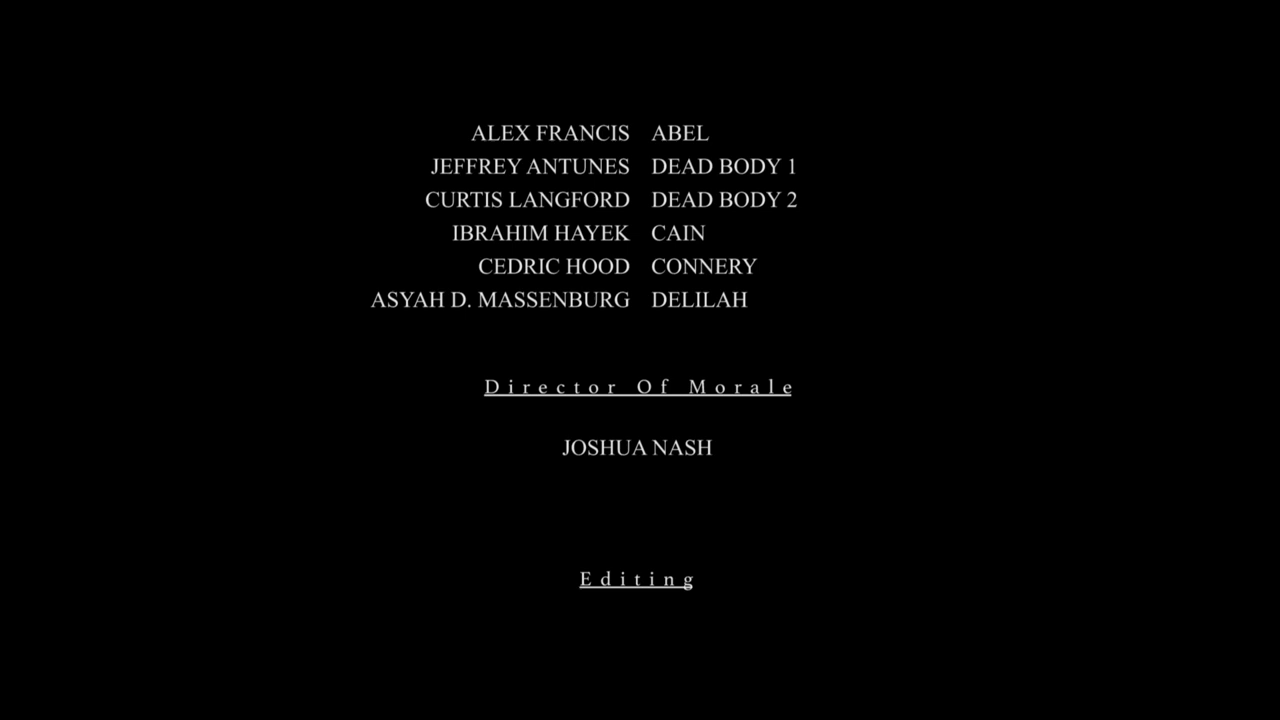 ALEX FRANCIS ABEL
JEFFREY ANTUNES DEAD BODY 1
CURTIS LANGFORD DEAD BODY 2
IBRAHIM HAYEK CAIN
CEDRIC HOOD CONNERY
ASYAH D. MASSENBURG DELILAH
Director Of Morale
JOSHUA NASH
Editing